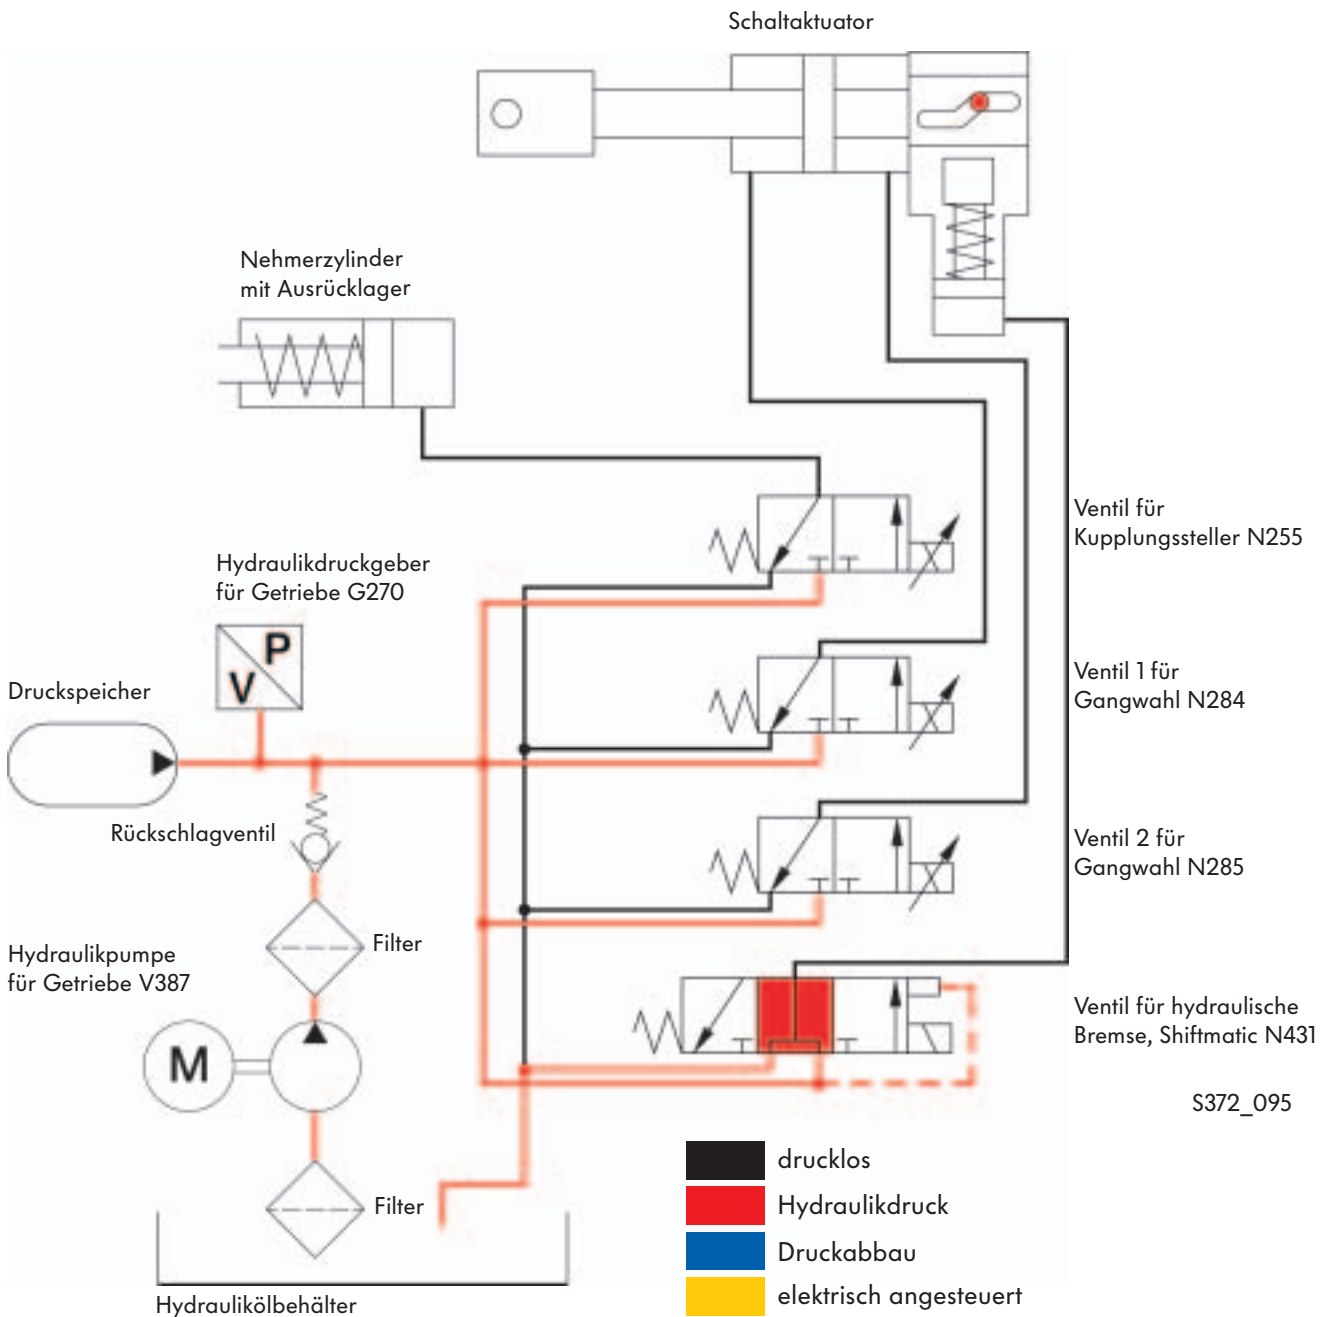 Schaltaktuator
Nehmerzylinder
mit Ausrücklager
Ventil für
Kupplungssteller N255
Hydraulikdruckgeber
für Getriebe G270
P
V
Druckspeicher
Ventil 1 für
Gangwahl N284
Rückschlagventil
Ventil 2 für
Gangwahl N285
Filter
Hydraulikpumpe
für Getriebe V387
Ventil für hydraulische
Bremse, Shiftmatic N431
M
S372_095
drucklos
Filter
Hydraulikdruck
Druckabbau
elektrisch angesteuert
Hydraulikölbehälter